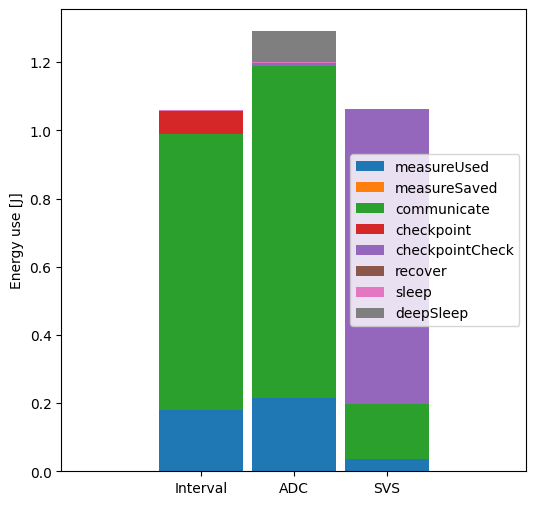 Energy use [J]
1.2
1.0
0.8
0.6
0.4
0.2
0.0
Interval
ADC
SVS
measureUsed
measureSaved
communicate
checkpoint
checkpointCheck
recover
sleep
deepSleep